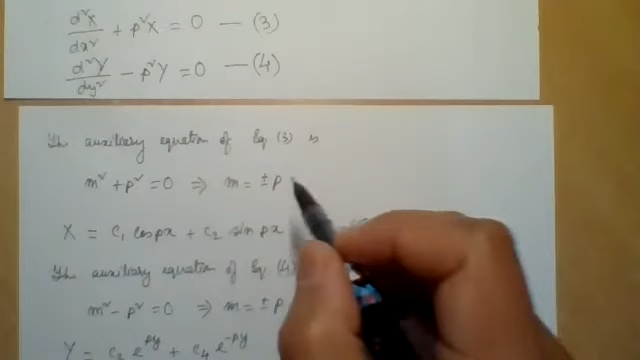 d²X/dx² + p²X = 0 — (3)
d²Y/dy² - p²Y = 0 — (4)
The auxiliary equation of Eq (3) is
m² + p² = 0 ⇒ m = ± p
X = c₁ cos px + c₂ sin px
The auxiliary equation of Eq (4)
m² - p² = 0 ⇒ m = ± p
Y = c₃ e^{py} + c₄ e^{-py}